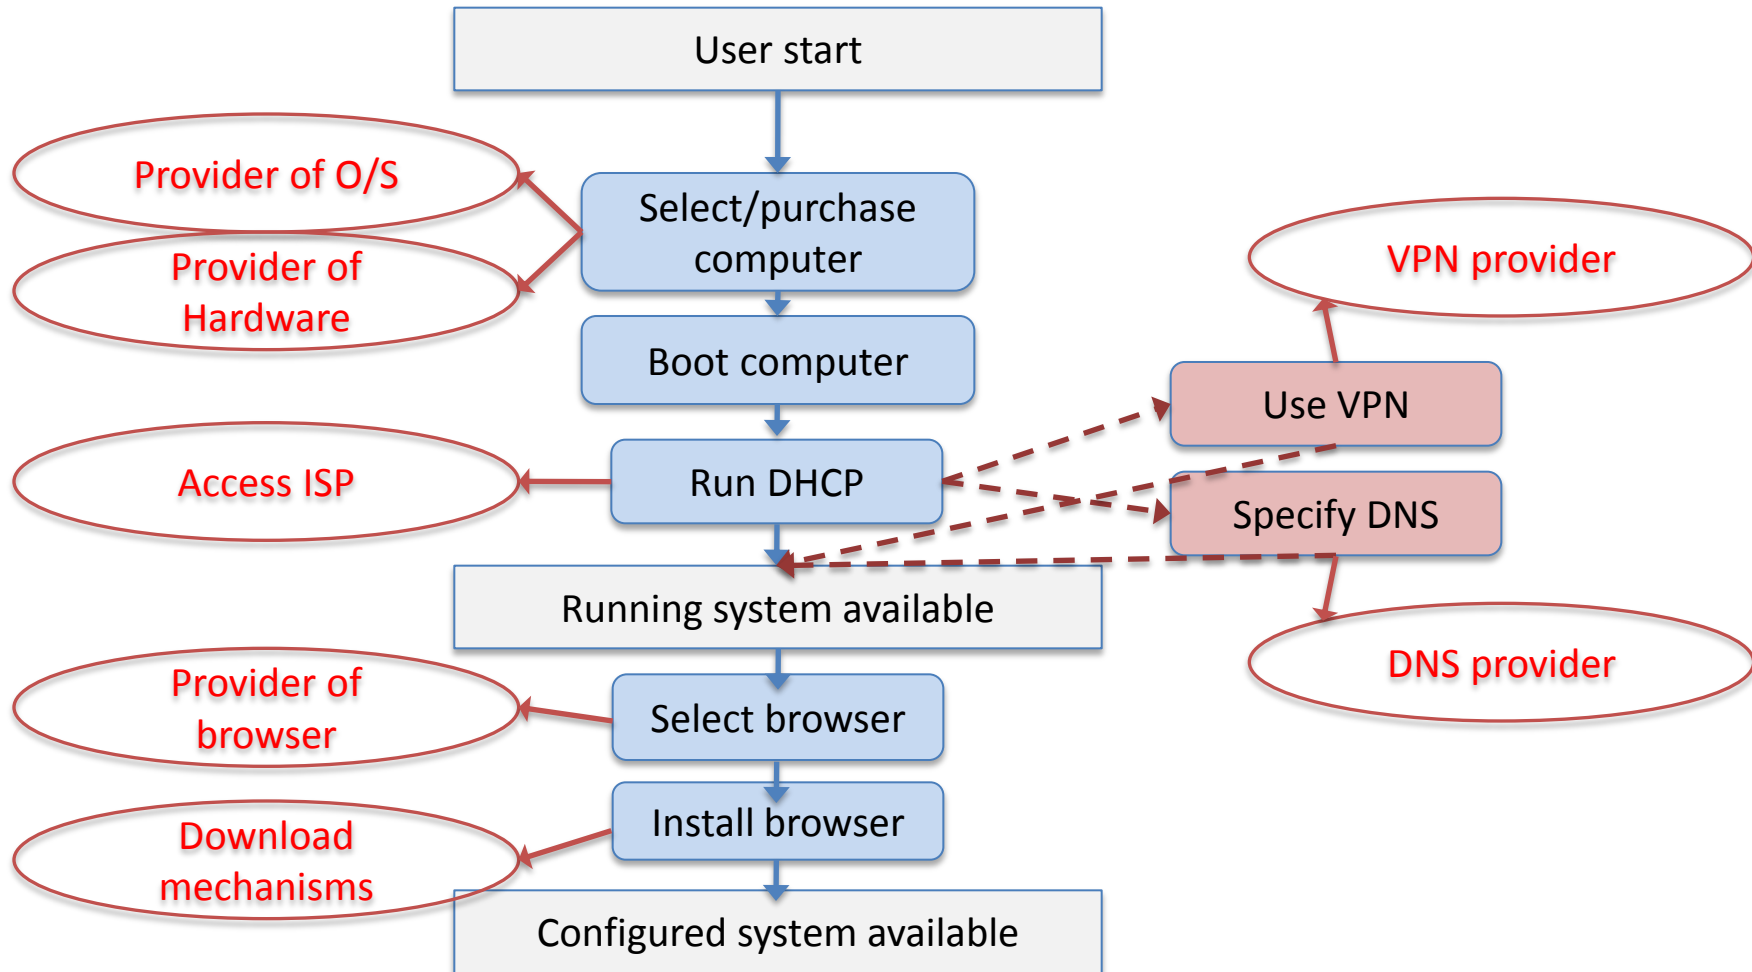 User start
Provider of O/S
Select/purchase
computer
Provider of
Hardware
VPN provider
Boot computer
Use VPN
Access ISP
Run DHCP
Specify DNS
Running system available
Provider of
browser
Select browser
DNS provider
Download
mechanisms
Install browser
Configured system available